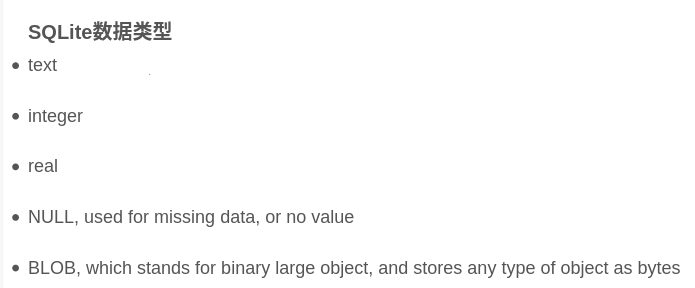 SQLite数据类型
• text
• integer
• real
• NULL, used for missing data, or no value
• BLOB, which stands for binary large object, and stores any type of object as bytes